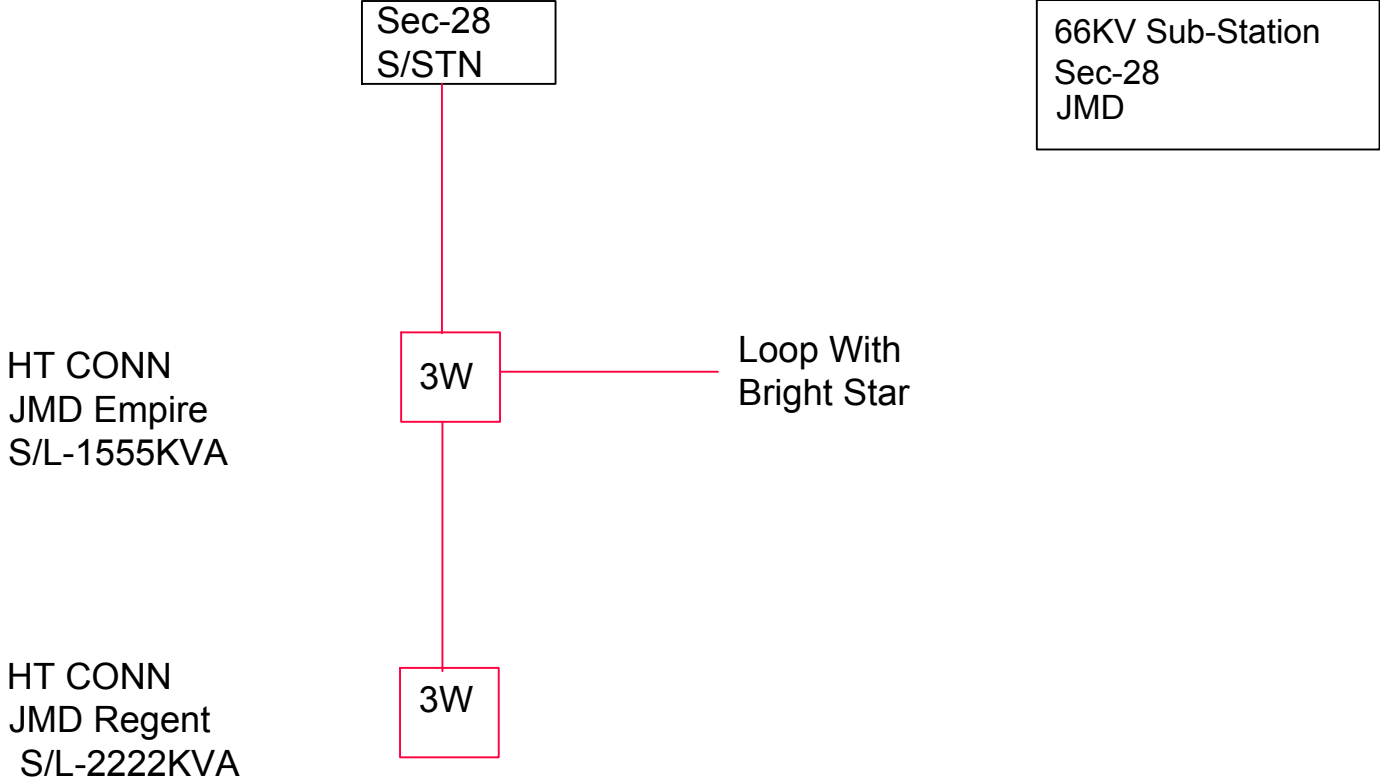 Sec-28
S/STN
66KV Sub-Station
Sec-28
JMD
HT CONN
JMD Empire
S/L-1555KVA
3W
Loop With
Bright Star
HT CONN
JMD Regent
S/L-2222KVA
3W